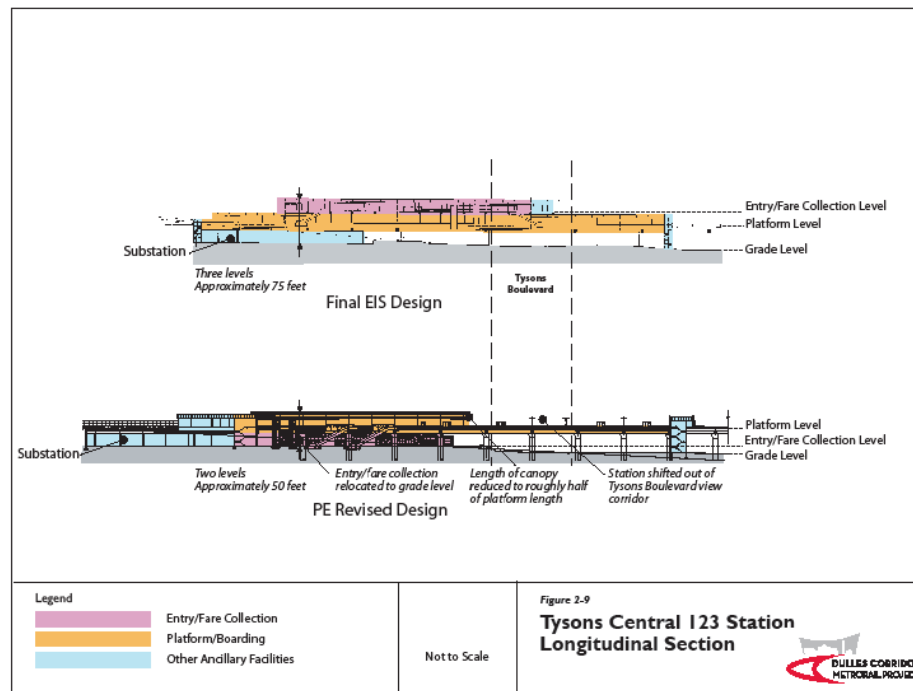 Entry/Fare Collection Level
Platform Level
Grade Level
Substation
Three levels
Approximately 75 feet
Final EIS Design
Tysons
Boulevard
Platform Level
Entry/Fare Collection Level
Grade Level
Substation
Two levels
Approximately 50 feet
Entry/fare collection
relocated to grade level
Length of canopy
reduced to roughly half
of platform length
Station shifted out of
Tysons Boulevard view
corridor
PE Revised Design
Legend
Entry/Fare Collection
Platform/Boarding
Other Ancillary Facilities
Not to Scale
Figure 2-9
Tysons Central 123 Station
Longitudinal Section
DULLES CORRIDO
METRORAIL PROJEC